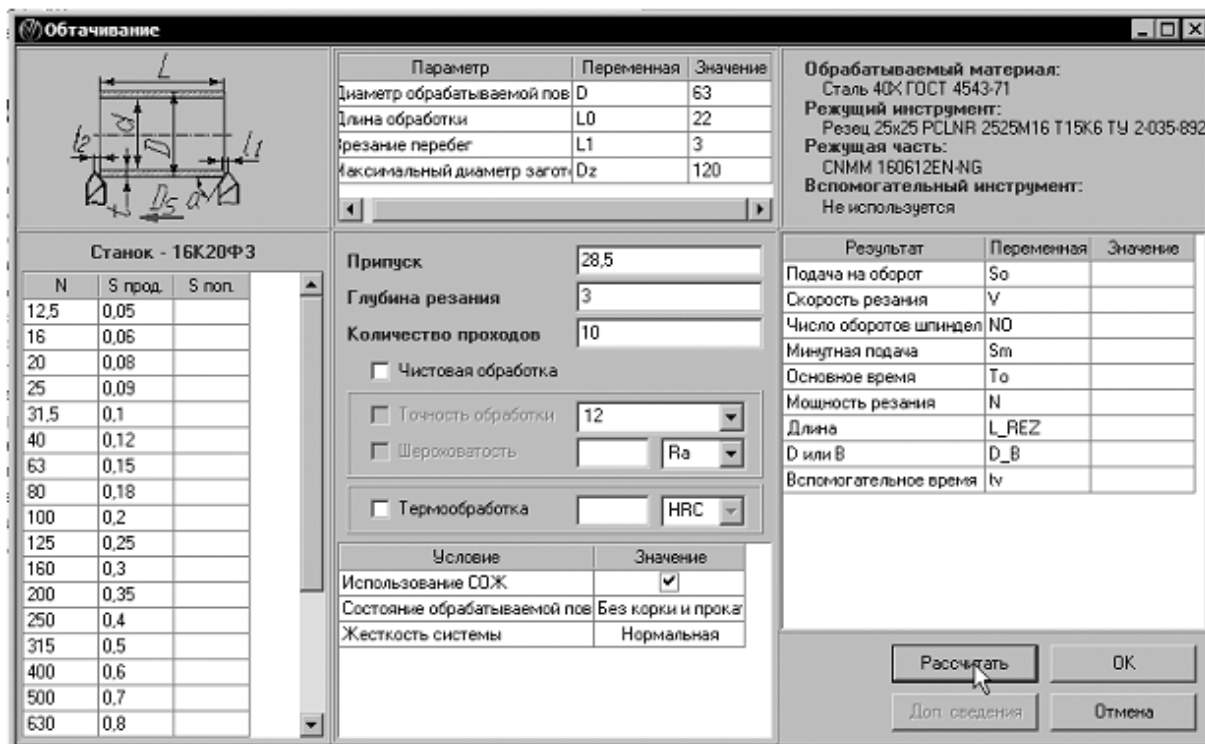 Обтачивание
L
d
D
l2
l1
t
Ds
a
Параметр Переменная Значение
Диаметр обрабатываемой пов D 63
Длина обработки L0 22
Врезание перебег L1 3
Максимальный диаметр загот Dz 120
Обрабатываемый материал:
Сталь 40Х ГОСТ 4543-71
Режущий инструмент:
Резец 25x25 PCLNR 2525M16 Т15К6 ТУ 2-035-892
Режущая часть:
CNMM 160612EN-NG
Вспомогательный инструмент:
Не используется
Станок - 16К20Ф3
N S прод. S поп.
12,5 0,05
16 0,06
20 0,08
25 0,09
31,5 0,1
40 0,12
63 0,15
80 0,18
100 0,2
125 0,25
160 0,3
200 0,35
250 0,4
315 0,5
400 0,6
500 0,7
630 0,8
Припуск 28,5
Глубина резания 3
Количество проходов 10
Чистовая обработка
Точность обработки 12
Шероховатость Ra
Термообработка HRC
Условие Значение
Использование СОЖ
Состояние обрабатываемой пов Без корки и прокат
Жесткость системы Нормальная
Результат Переменная Значение
Подача на оборот So
Скорость резания V
Число оборотов шпиндел NO
Минутная подача Sm
Основное время To
Мощность резания N
Длина L_REZ
D или B D_B
Вспомогательное время tv
Рассчитать OK
Доп. сведения Отмена